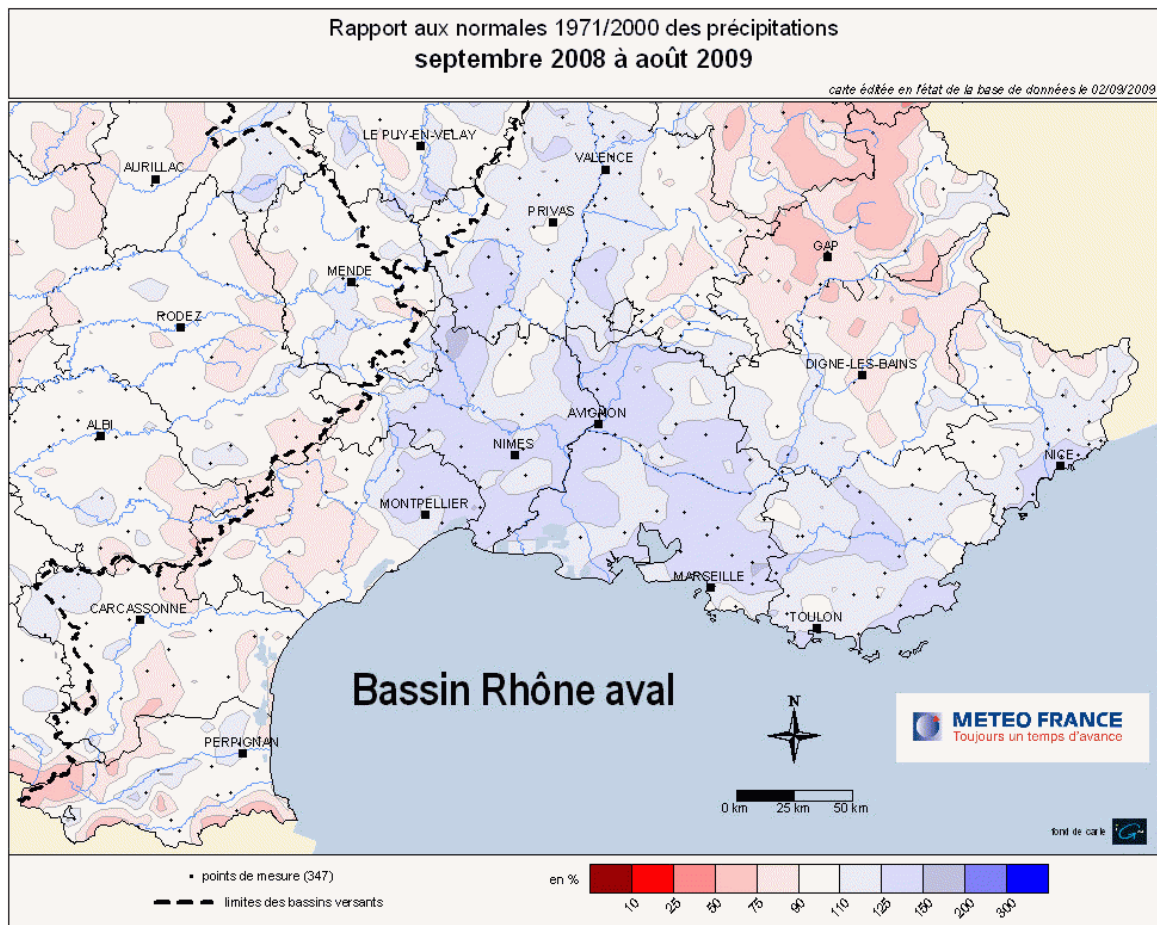 Rapport aux normales 1971/2000 des précipitations
septembre 2008 à août 2009
carte éditée en l'état de la base de données le 02/09/2009
LE PUY-EN-VELAY
AURILLAC
VALENCE
PRIVAS
GAP
MENDE
RODEZ
DIGNE-LES-BAINS
AVIGNON
ALBI
NIMES
NICE
MONTPELLIER
MARSEILLE
CARCASSONNE
TOULON
Bassin Rhône aval
N
METEO FRANCE
Toujours un temps d'avance
PERPIGNAN
0 km 25 km 50 km
fond de carte
points de mesure (347)
limites des bassins versants
en %
10 25 50 75 90 110 125 150 200 300